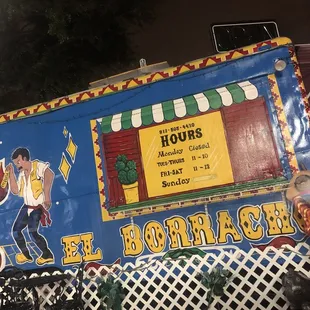 HOURS
Monday Closed
TUES-THURS 11-10
FRI-SAT. 11-12
Sunday
EL BORRACH